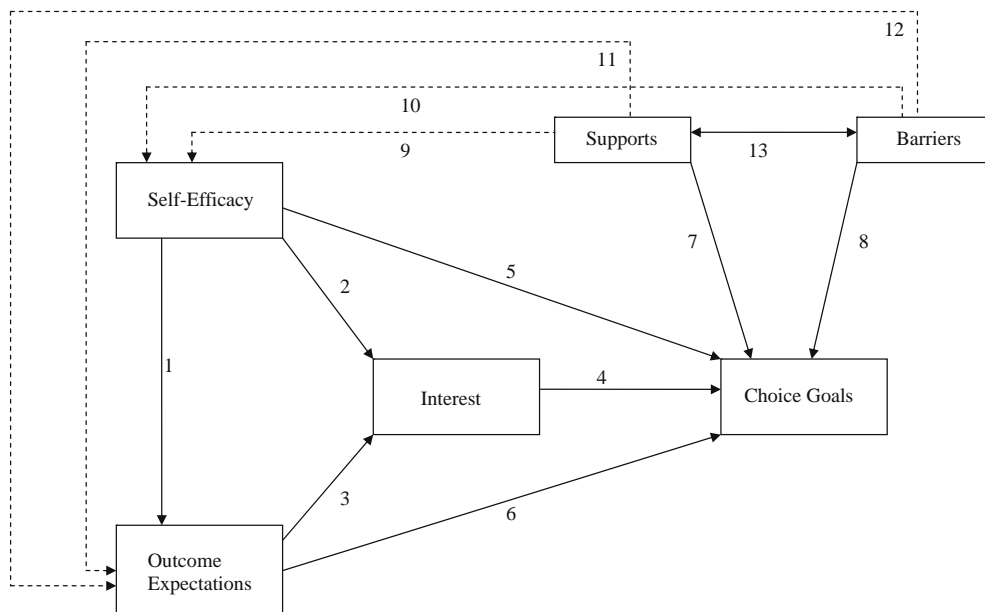 12
11
10
9
Supports
13
Barriers
Self-Efficacy
7
8
5
2
1
4
Interest
Choice Goals
3
6
Outcome
Expectations